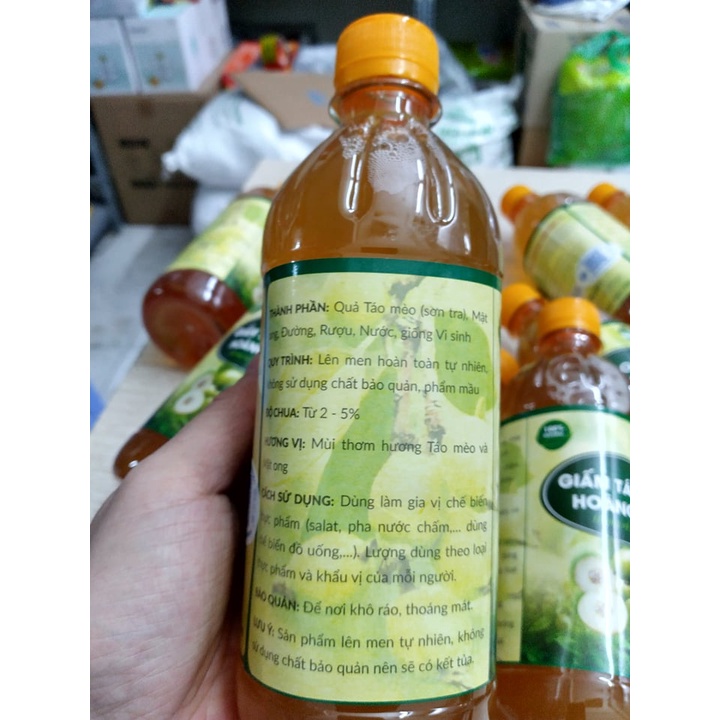 THÀNH PHẦN: Quả Táo mèo (sơn tra), Mật
ong, Đường, Rượu, Nước, giống Vi sinh
QUY TRÌNH: Lên men hoàn toàn tự nhiên,
không sử dụng chất bảo quản, phẩm màu
ĐỘ CHUA: Từ 2 - 5%
HƯƠNG VỊ: Mùi thơm hương Táo mèo và
Mật ong
CÁCH SỬ DỤNG: Dùng làm gia vị chế biến
thực phẩm (salat, pha nước chấm,... dùng
chế biến đồ uống,...), Lượng dùng theo loại
thực phẩm và khẩu vị của mỗi người.
BẢO QUẢN: Để nơi khô ráo, thoáng mát.
LƯU Ý: Sản phẩm lên men tự nhiên, không
sử dụng chất bảo quản nên sẽ có kết tủa.
100%
GIẤM TÁ
HOÀN